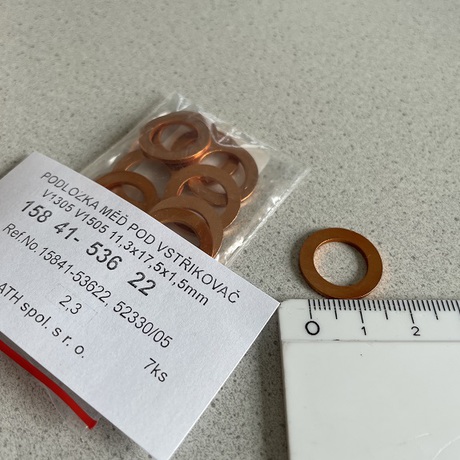 PODLOŽKA MĚĎ POD VSTŘIKOVAČ
V1305 V1505 11,3x17,5x1,5mm
158 41- 536 22
Ref.No.15841-53622, 52330/05
2,3
7ks
ATH spol. s r. o.
0 1 2